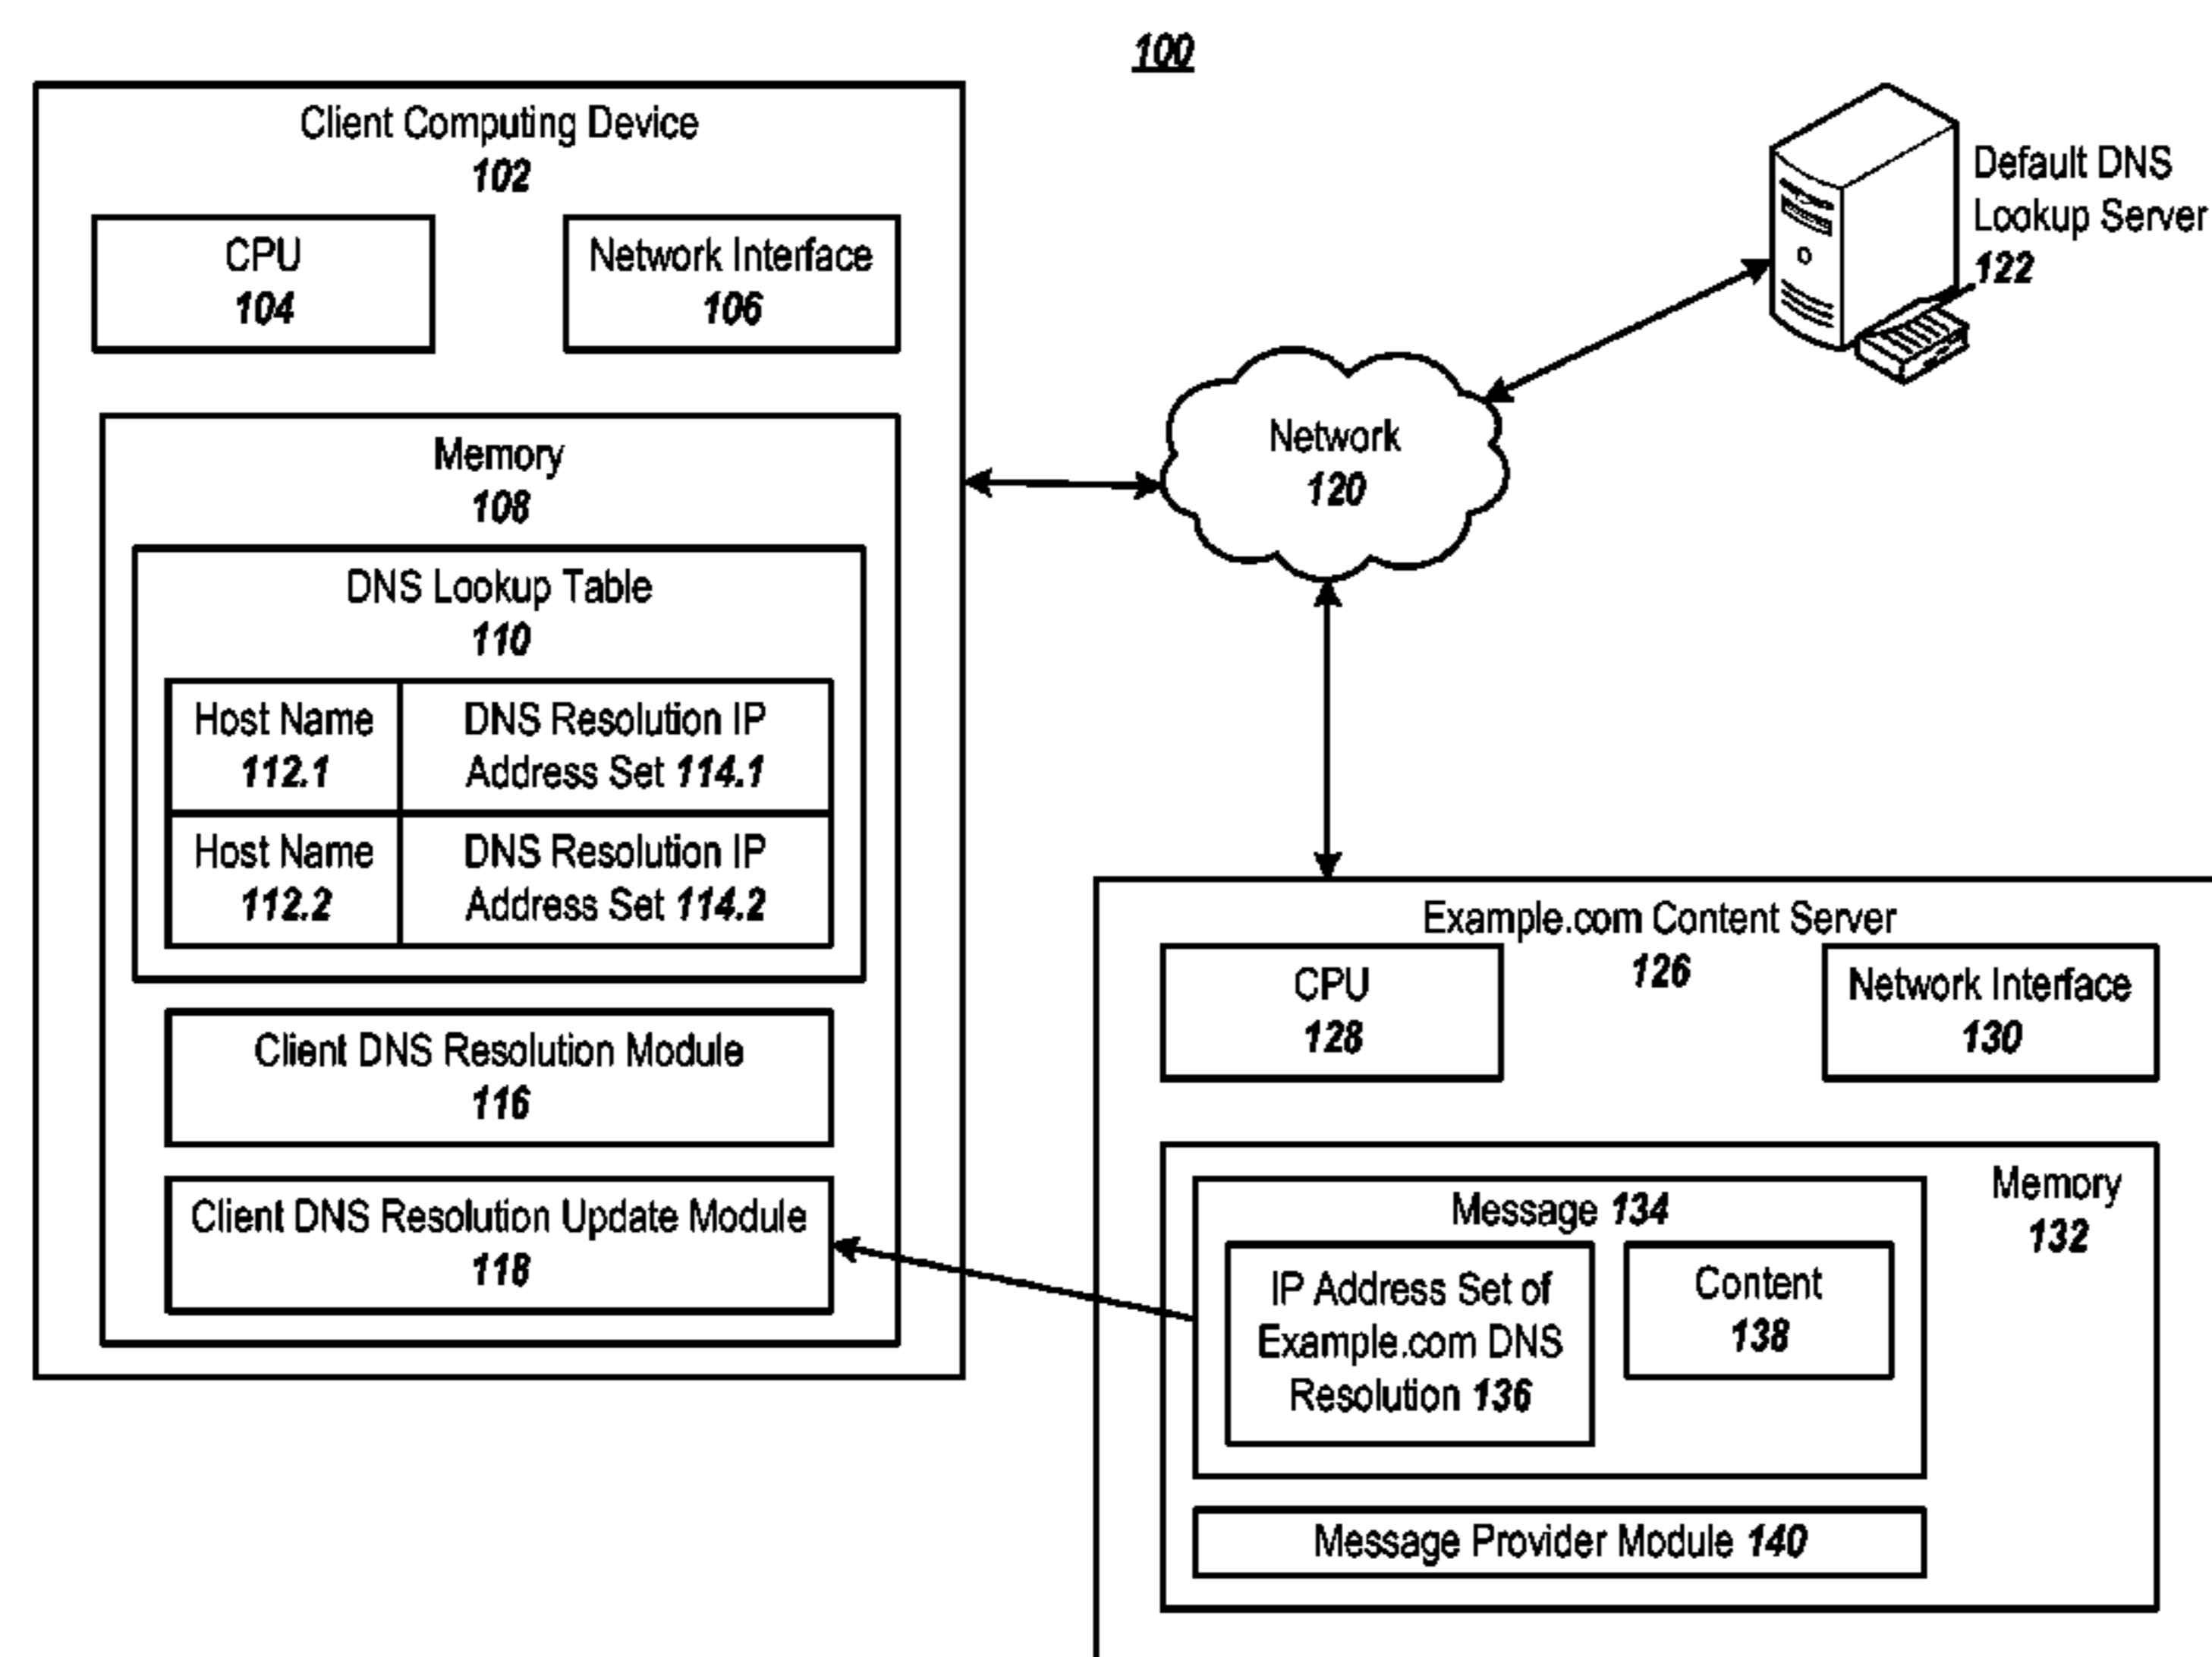 100
Client Computing Device
102
CPU
104
Network Interface
106
Memory
108
DNS Lookup Table
110
Host Name
112.1
DNS Resolution IP
Address Set 114.1
Host Name
112.2
DNS Resolution IP
Address Set 114.2
Client DNS Resolution Module
116
Client DNS Resolution Update Module
118
Network
120
Default DNS
Lookup Server
122
Example.com Content Server
126
CPU
128
Network Interface
130
Memory
132
Message 134
IP Address Set of
Example.com DNS
Resolution 136
Content
138
Message Provider Module 140